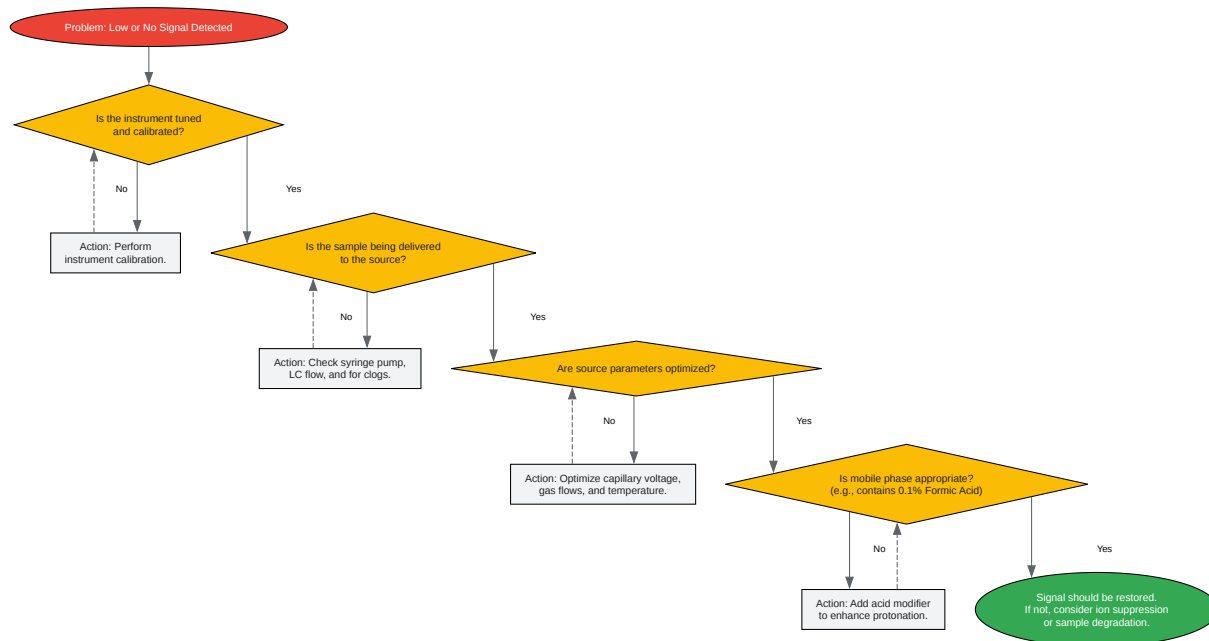 Problem: Low or No Signal Detected
Is the instrument tuned
and calibrated?
No
Yes
Action: Perform
instrument calibration.
Is the sample being delivered
to the source?
No
Yes
Action: Check syringe pump,
LC flow, and for clogs.
Are source parameters optimized?
No
Yes
Action: Optimize capillary voltage,
gas flows, and temperature.
Is mobile phase appropriate?
(e.g., contains 0.1% Formic Acid)
No
Yes
Action: Add acid modifier
to enhance protonation.
Signal should be restored.
If not, consider ion suppression
or sample degradation.